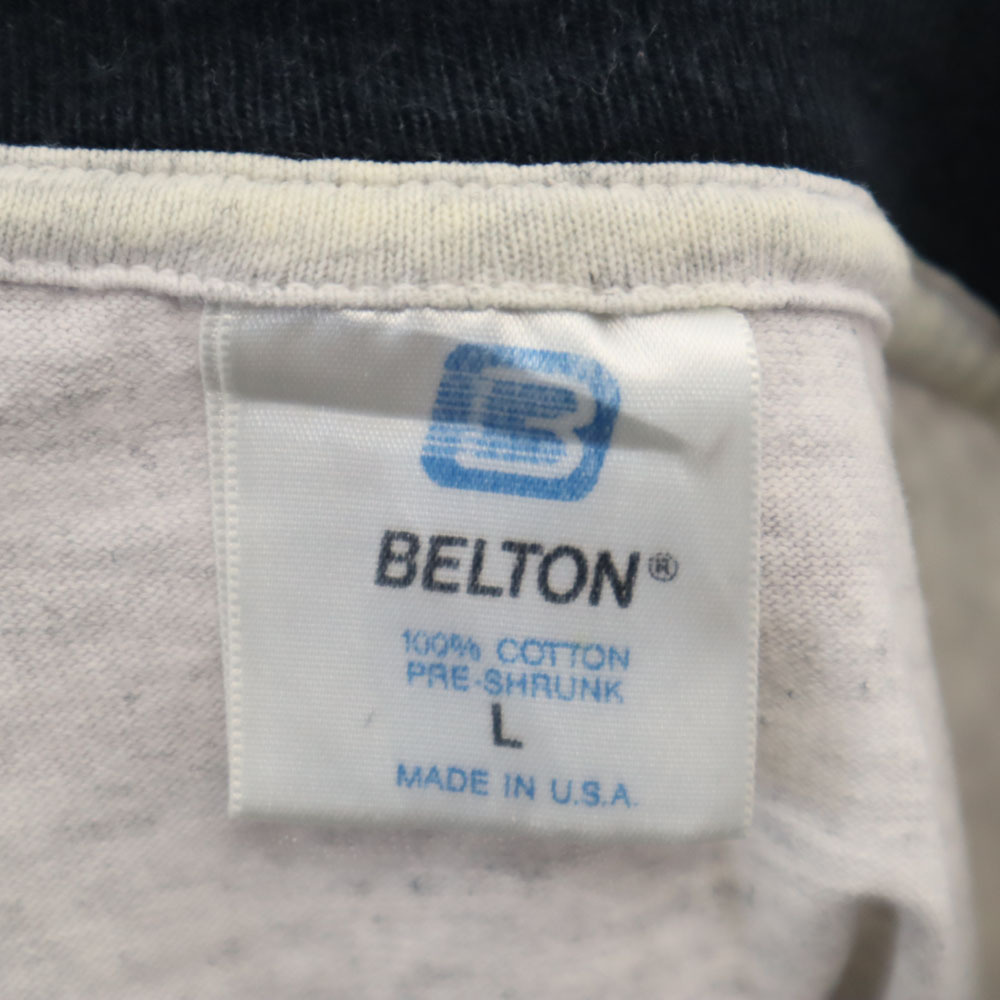 B
BELTON®
100% COTTON
PRE-SHRUNK
L
MADE IN U.S.A.